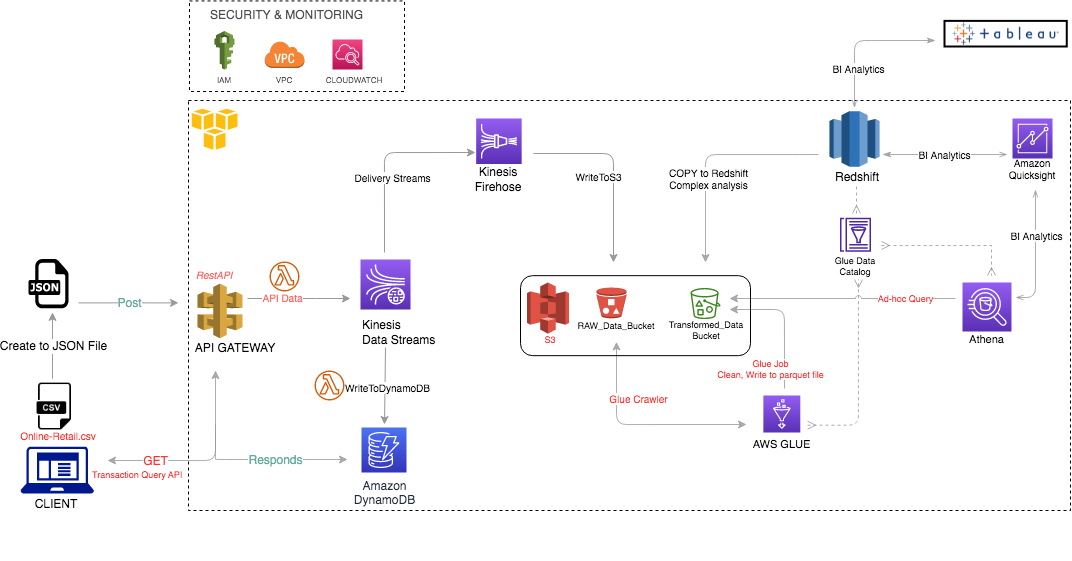 SECURITY & MONITORING
IAM
VPC
VPC
CLOUDWATCH
+ a b l e a u
BI Analytics
Kinesis
Firehose
Delivery Streams
WriteToS3
COPY to Redshift
Complex analysis
Redshift
BI Analytics
Amazon
Quicksight
BI Analytics
Glue Data
Catalog
JSON
Post
RestAPI
API GATEWAY
API Data
Kinesis
Data Streams
S3
RAW_Data_Bucket
Transformed_Data
Bucket
Ad-hoc Query
Athena
Create to JSON File
CSV
Online-Retail.csv
WriteToDynamoDB
Glue Job
Clean, Write to parquet file
Glue Crawler
AWS GLUE
CLIENT
GET
Transaction Query API
Responds
Amazon
DynamoDB